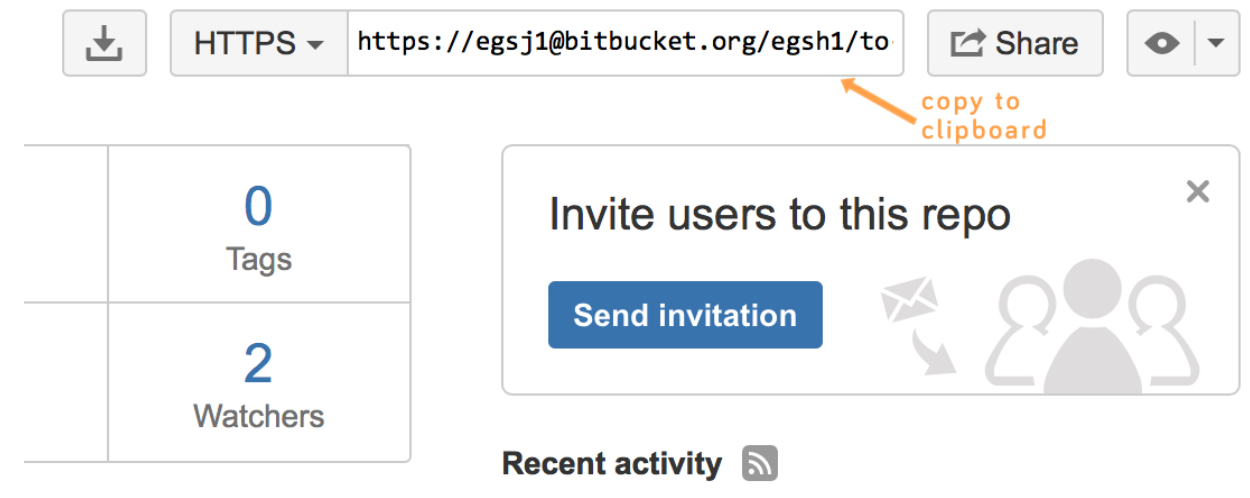 HTTPS https://egsj1@bitbucket.org/egsh1/to Share
copy to
clipboard
0
Tags
Invite users to this repo
Send invitation
2
Watchers
Recent activity